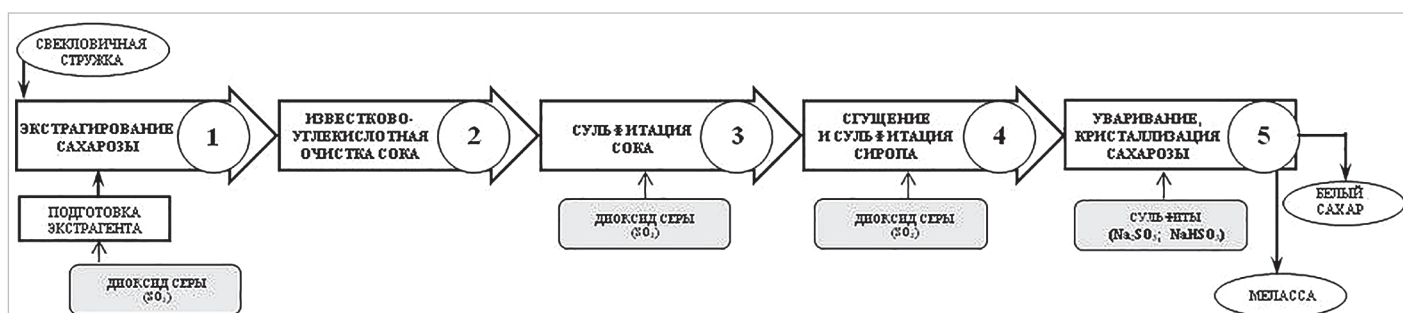 СВЕКЛОВИЧНАЯ
СТРУЖКА
ЭКСТРАГИРОВАНИЕ
САХАРОЗЫ
1
ИЗВЕСТКОВО-
УГЛЕКИСЛОТНАЯ
ОЧИСТКА СОКА
2
СУЛЬФИТАЦИЯ
СОКА
3
СГУЩЕНИЕ
И СУЛЬФИТАЦИЯ
СИРОПА
4
УВАРИВАНИЕ,
КРИСТАЛЛИЗАЦИЯ
САХАРОЗЫ
5
ПОДГОТОВКА
ЭКСТРАГЕНТА
ДИОКСИД СЕРЫ
(SO₂)
ДИОКСИД СЕРЫ
(SO₂)
ДИОКСИД СЕРЫ
(SO₂)
СУЛЬФИТЫ
(Na₂SO₃; NaHSO₃)
БЕЛЫЙ
САХАР
МЕЛАССА